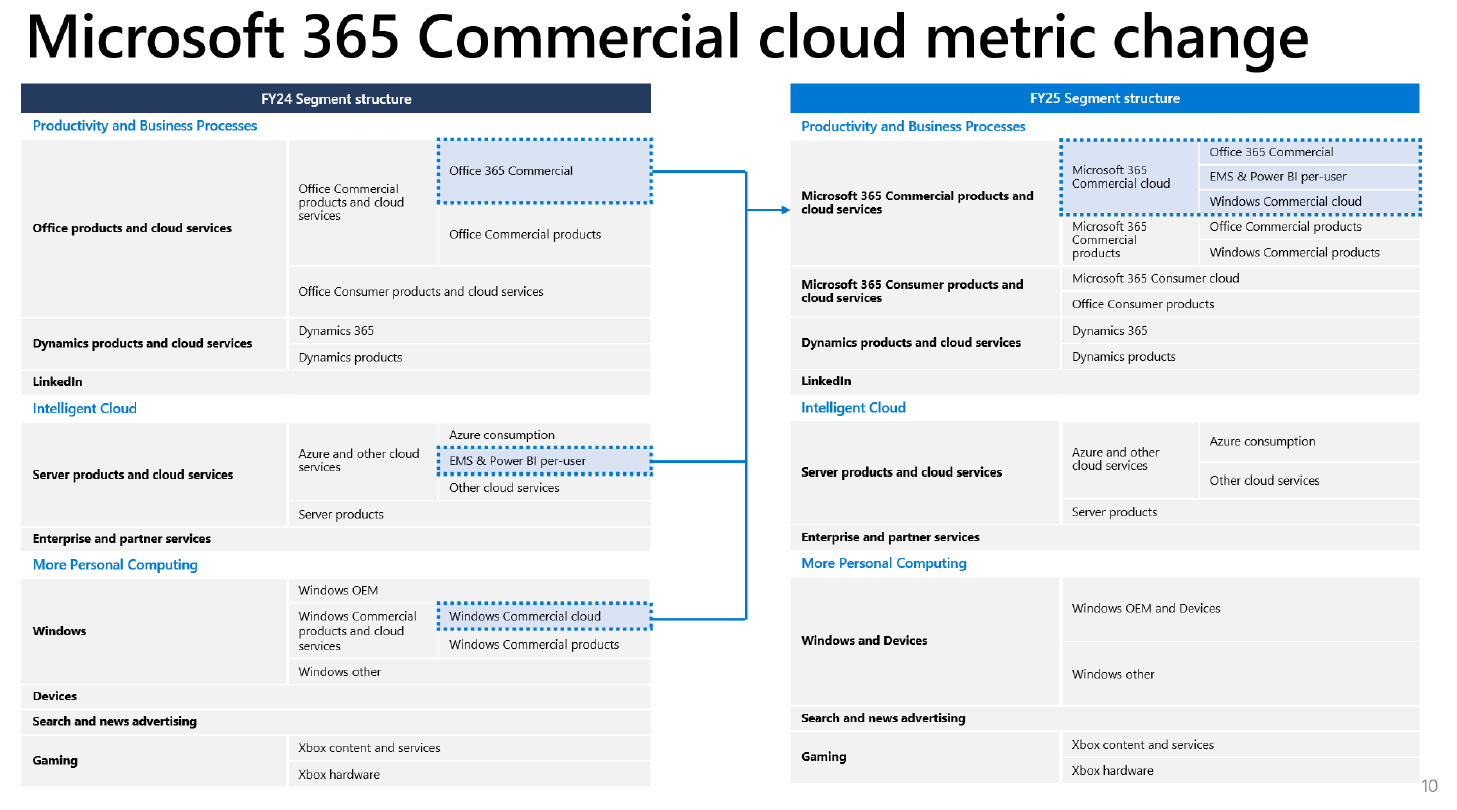 Microsoft 365 Commercial cloud metric change
FY24 Segment structure
Productivity and Business Processes
Office products and cloud services
Office Commercial
products and cloud
services
Office 365 Commercial
Office Commercial products
Office Consumer products and cloud services
Dynamics products and cloud services
Dynamics 365
Dynamics products
LinkedIn
Intelligent Cloud
Server products and cloud services
Azure and other cloud
services
Azure consumption
EMS & Power BI per-user
Other cloud services
Server products
Enterprise and partner services
More Personal Computing
Windows
Windows OEM
Windows Commercial
products and cloud
services
Windows Commercial cloud
Windows Commercial products
Windows other
Devices
Search and news advertising
Gaming
Xbox content and services
Xbox hardware
FY25 Segment structure
Productivity and Business Processes
Microsoft 365 Commercial products and
cloud services
Microsoft 365
Commercial cloud
Office 365 Commercial
EMS & Power BI per-user
Windows Commercial cloud
Microsoft 365
Commercial
products
Office Commercial products
Windows Commercial products
Microsoft 365 Consumer products and
cloud services
Microsoft 365 Consumer cloud
Office Consumer products
Dynamics products and cloud services
Dynamics 365
Dynamics products
LinkedIn
Intelligent Cloud
Server products and cloud services
Azure and other
cloud services
Azure consumption
Other cloud services
Server products
Enterprise and partner services
More Personal Computing
Windows and Devices
Windows OEM and Devices
Windows other
Search and news advertising
Gaming
Xbox content and services
Xbox hardware
10